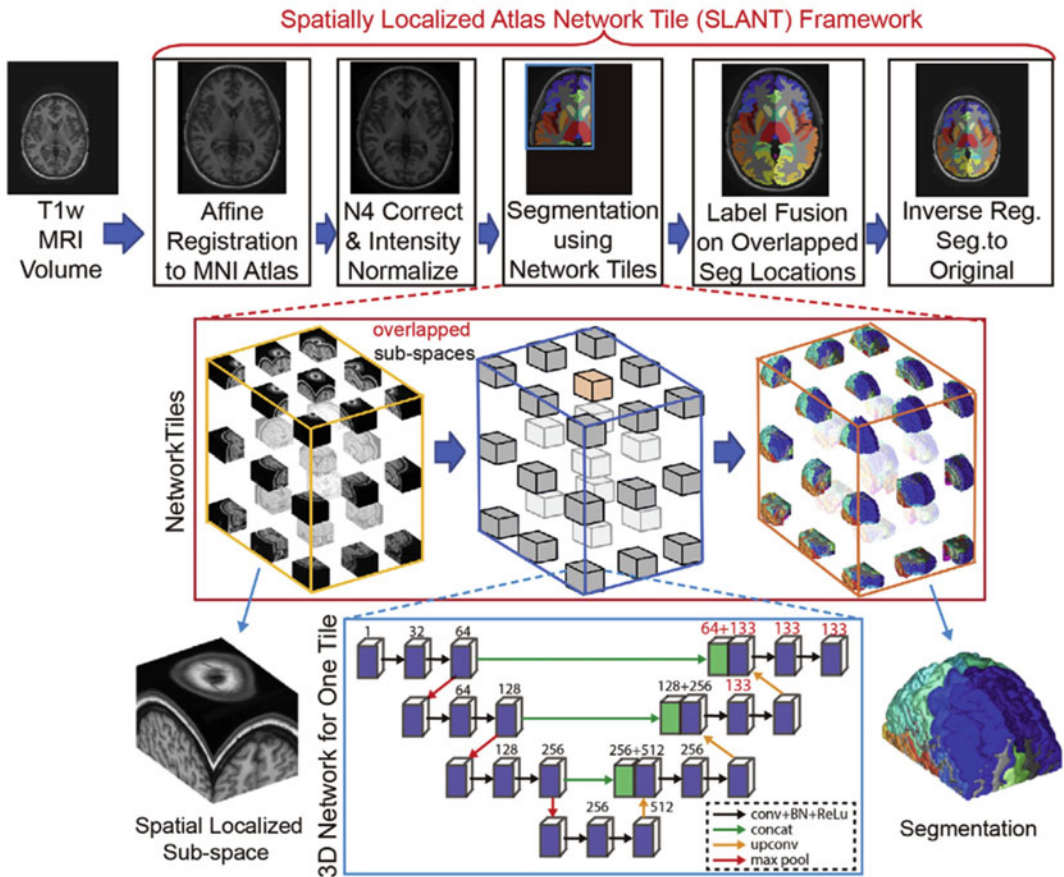 Spatially Localized Atlas Network Tile (SLANT) Framework
T1w
MRI
Volume
Affine
Registration
to MNI Atlas
N4 Correct
& Intensity
Normalize
Segmentation
using
Network Tiles
Label Fusion
on Overlapped
Seg Locations
Inverse Reg.
Seg.to
Original
NetworkTiles
overlapped
sub-spaces
3D Network for One Tile
1
32
64
64+133
133
133
64
128
128+256
133
128
256
256+512
256
256
512
conv+BN+ReLu
concat
upconv
max pool
Spatial Localized
Sub-space
Segmentation